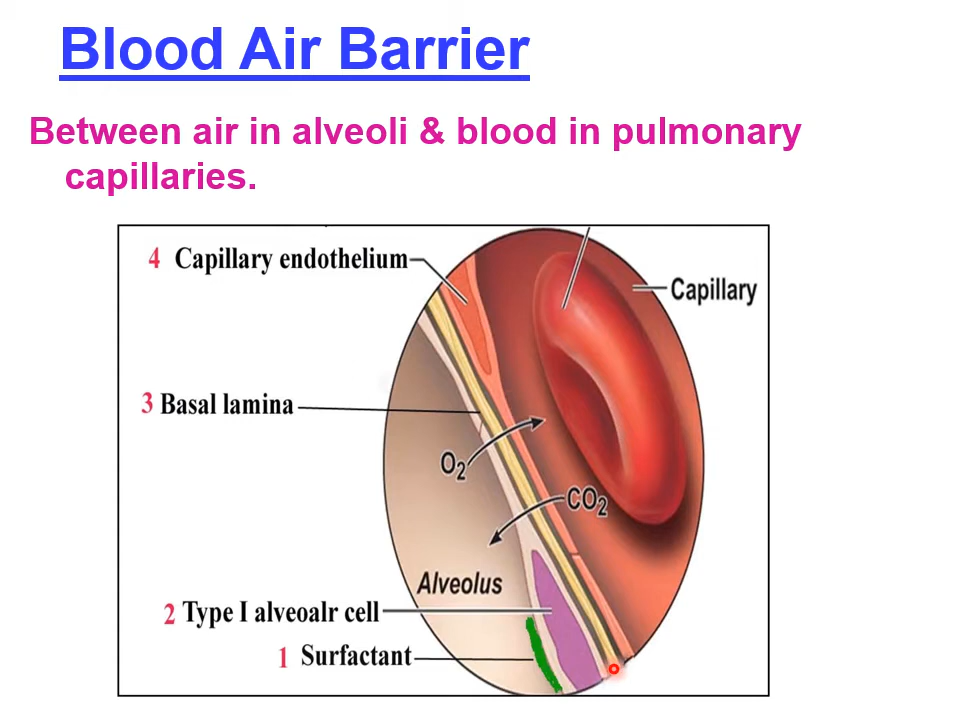 Blood Air Barrier
Between air in alveoli & blood in pulmonary
capillaries.
4 Capillary endothelium
Capillary
3 Basal lamina
O2
CO2
Alveolus
2 Type I alveoalr cell
1 Surfactant